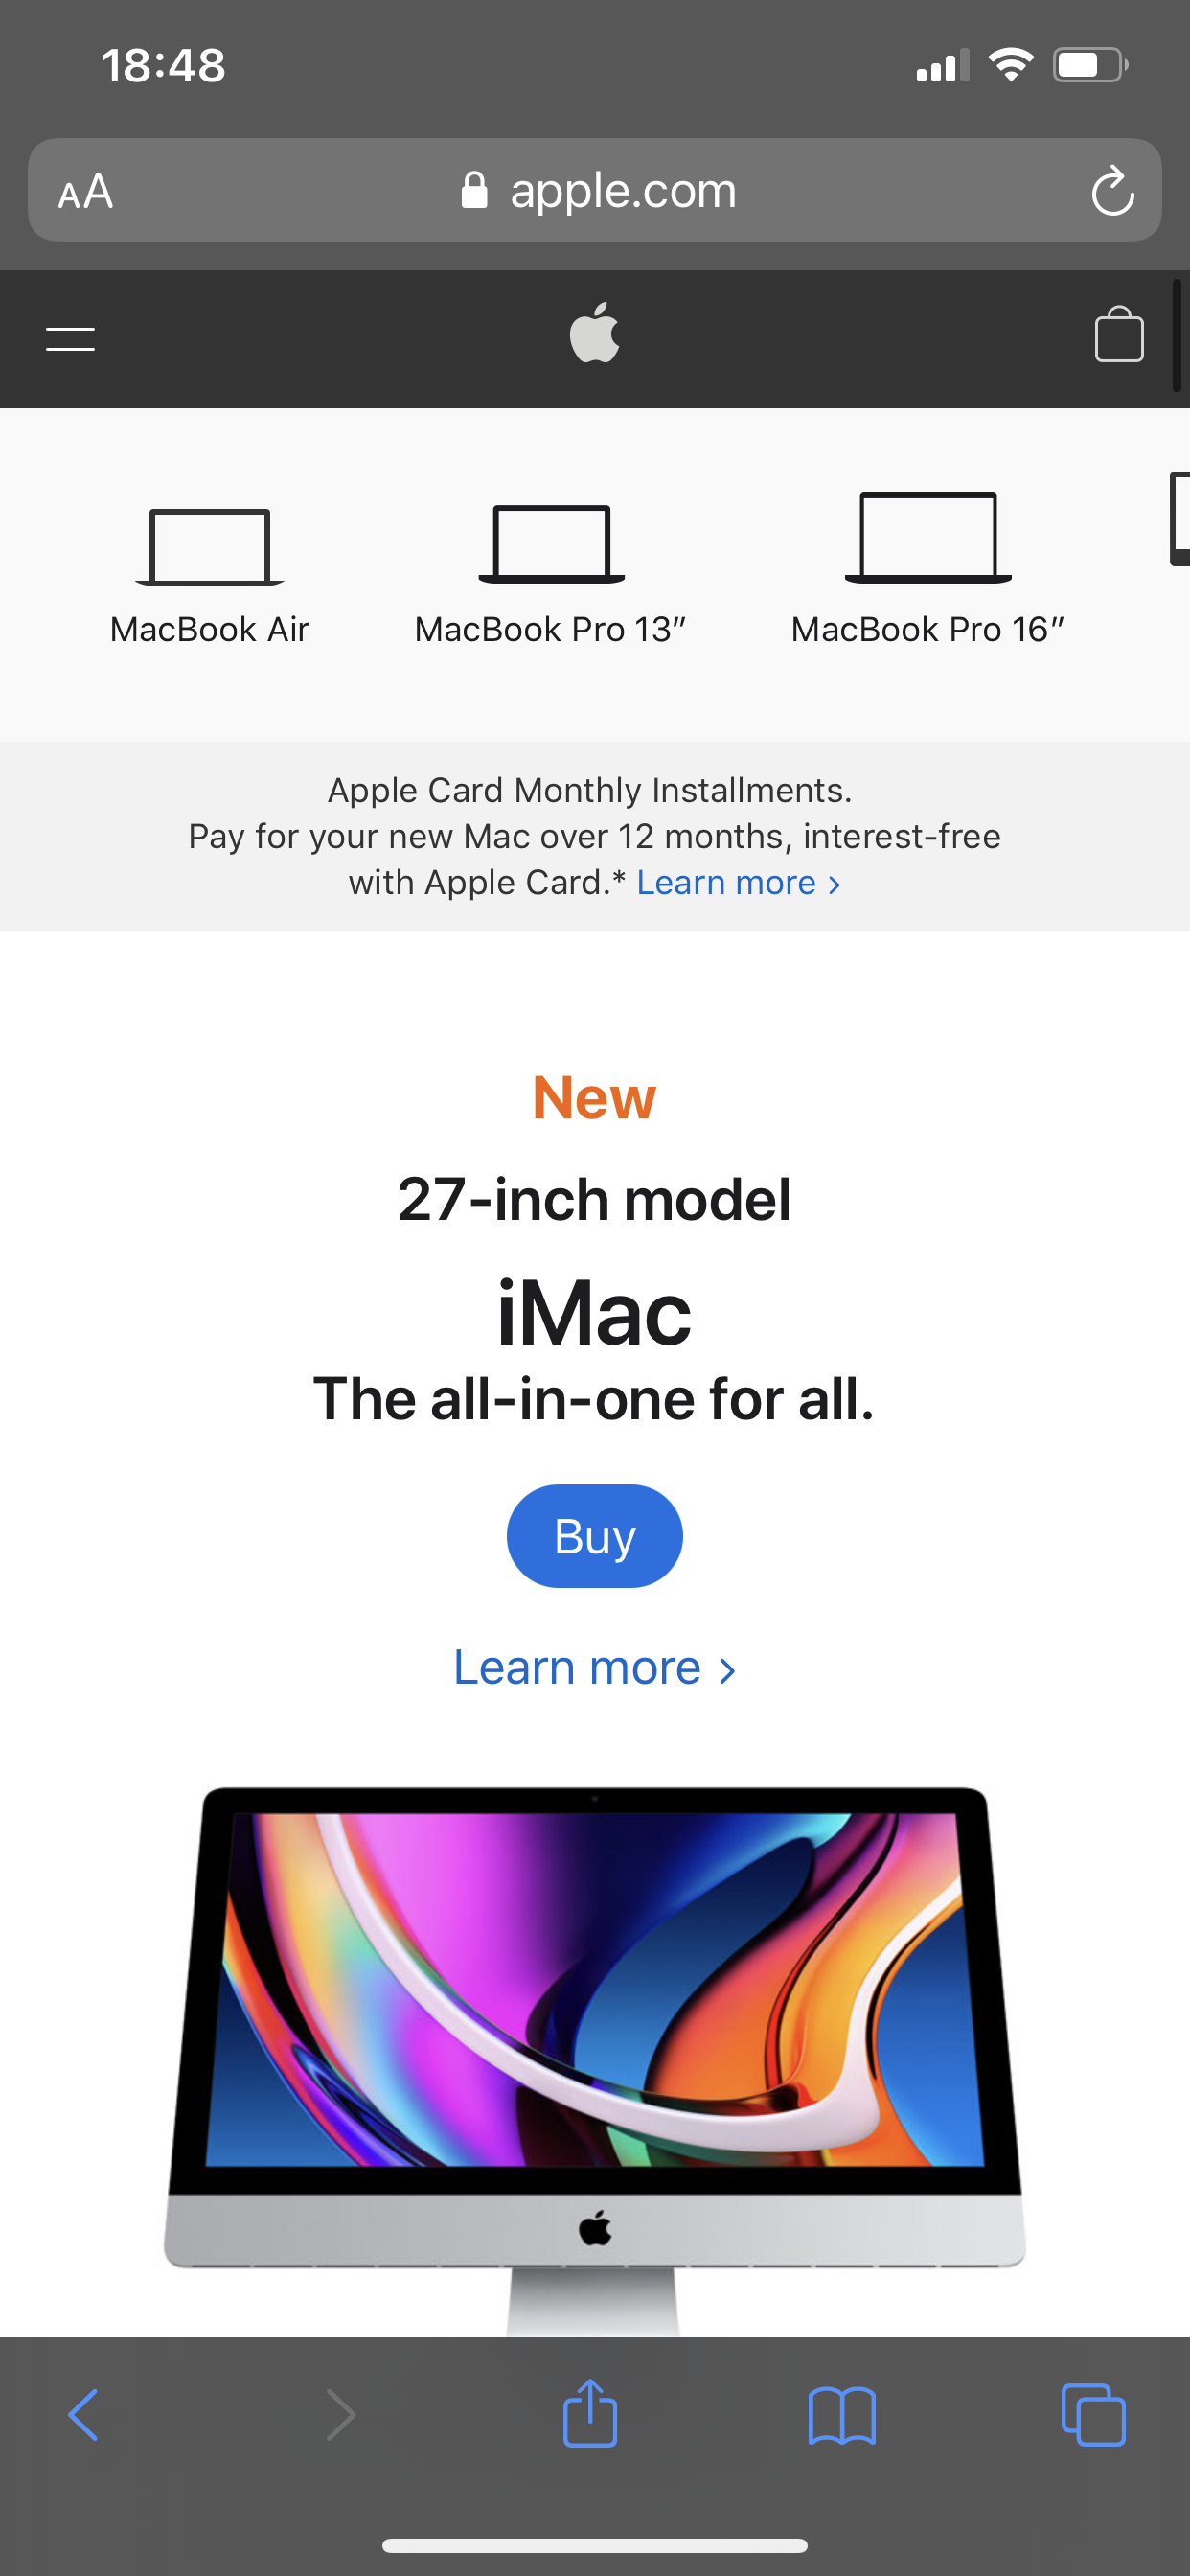 18:48
AA
apple.com
MacBook Air
MacBook Pro 13″
MacBook Pro 16″
Apple Card Monthly Installments.
Pay for your new Mac over 12 months, interest-free
with Apple Card.* Learn more ›
New
27-inch model
iMac
The all-in-one for all.
Buy
Learn more ›